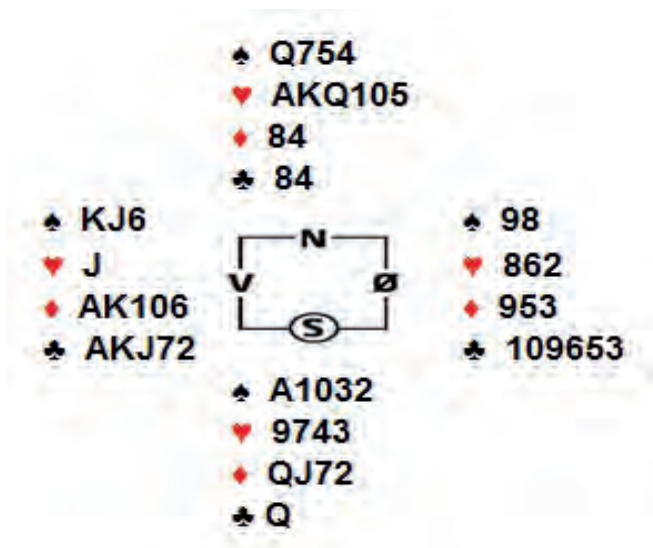 ♠ Q754
♥ AKQ105
♦ 84
♣ 84
♠ KJ6
♥ J
♦ AK106
♣ AKJ72
N
V Ø
S
♠ 98
♥ 862
♦ 953
♣ 109653
♠ A1032
♥ 9743
♦ QJ72
♣ Q